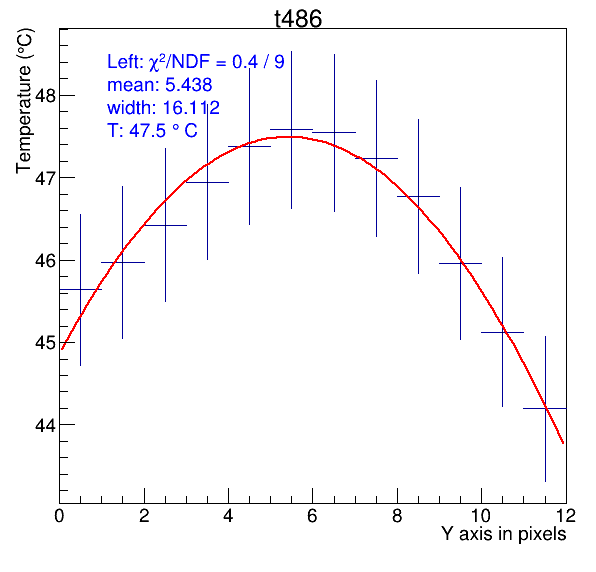 t486
Temperature (°C)
Left: χ²/NDF = 0.4 / 9
mean: 5.438
width: 16.112
T: 47.5 ° C
48
47
46
45
44
0 2 4 6 8 10 12
Y axis in pixels